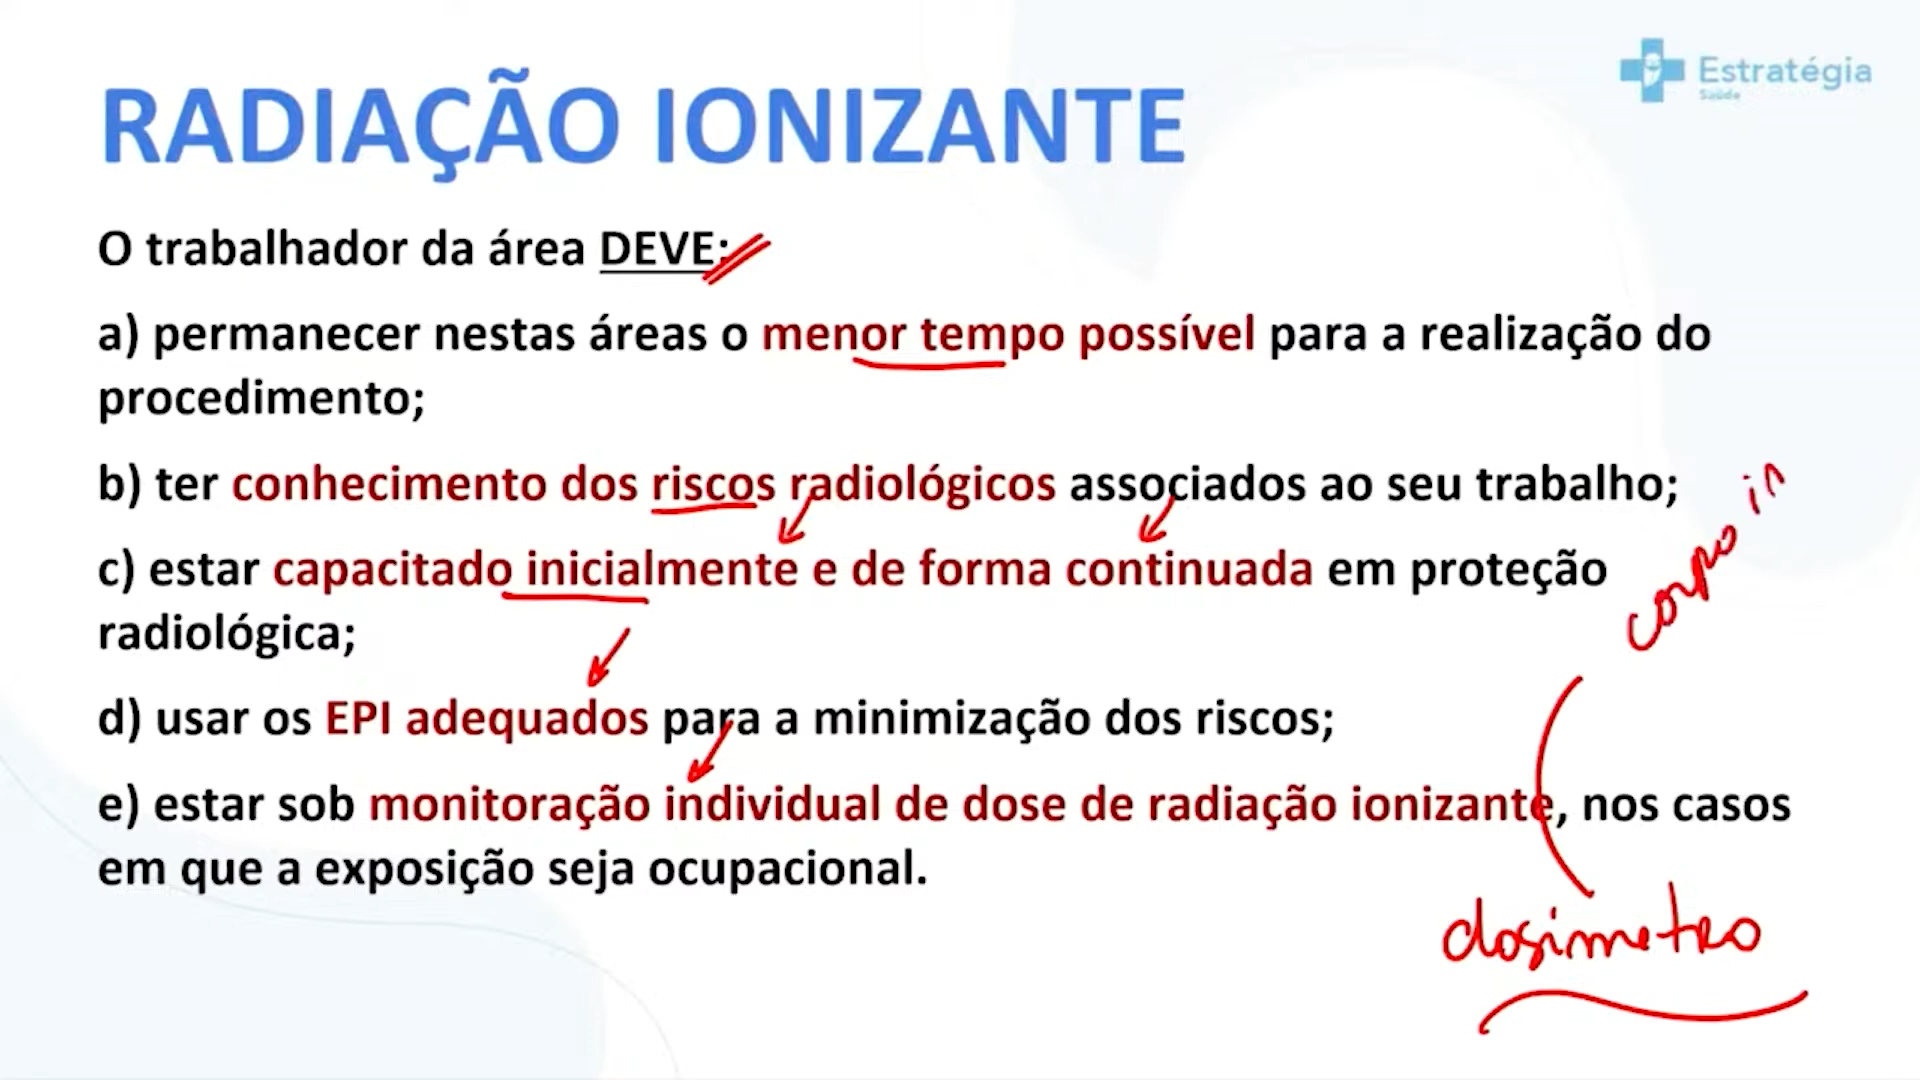 RADIAÇÃO IONIZANTE
Estratégia
Saúde
O trabalhador da área DEVE:
a) permanecer nestas áreas o menor tempo possível para a realização do
procedimento;
b) ter conhecimento dos riscos radiológicos associados ao seu trabalho;
c) estar capacitado inicialmente e de forma continuada em proteção
radiológica;
d) usar os EPI adequados para a minimização dos riscos;
e) estar sob monitoração individual de dose de radiação ionizante, nos casos
em que a exposição seja ocupacional.
corpo in
dosimetro